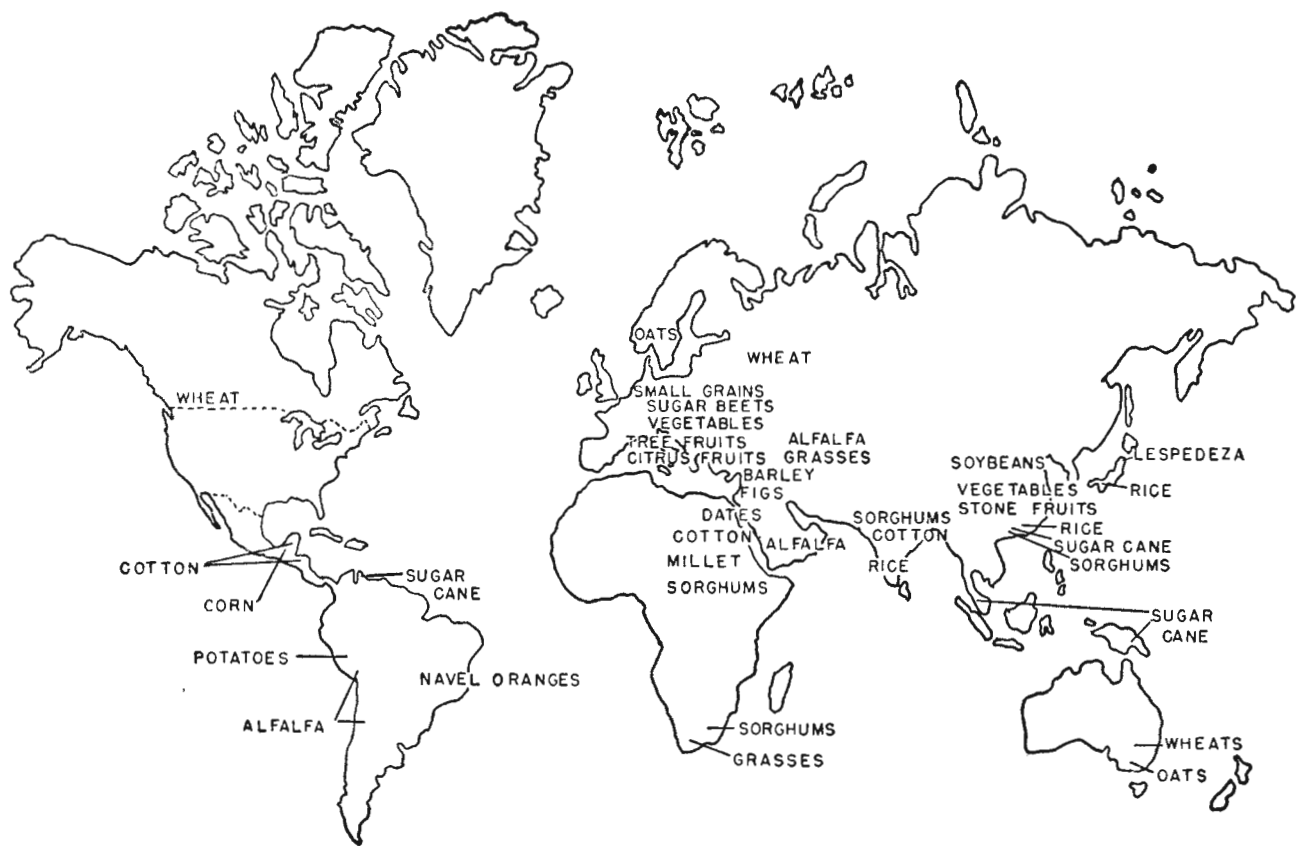 OATS
WHEAT
WHEAT
SMALL GRAINS
SUGAR BEETS
VEGETABLES
TREE FRUITS
CITRUS FRUITS
ALFALFA
GRASSES
BARLEY
FIGS
DATES
COTTON
MILLET
SORGHUMS
ALFALFA
SORGHUMS
COTTON
RICE
SOYBEANS
VEGETABLES
STONE FRUITS
RICE
SUGAR CANE
SORGHUMS
LESPEDEZA
RICE
COTTON
CORN
SUGAR
CANE
POTATOES
NAVEL ORANGES
ALFALFA
SORGHUMS
GRASSES
SUGAR
CANE
WHEATS
OATS